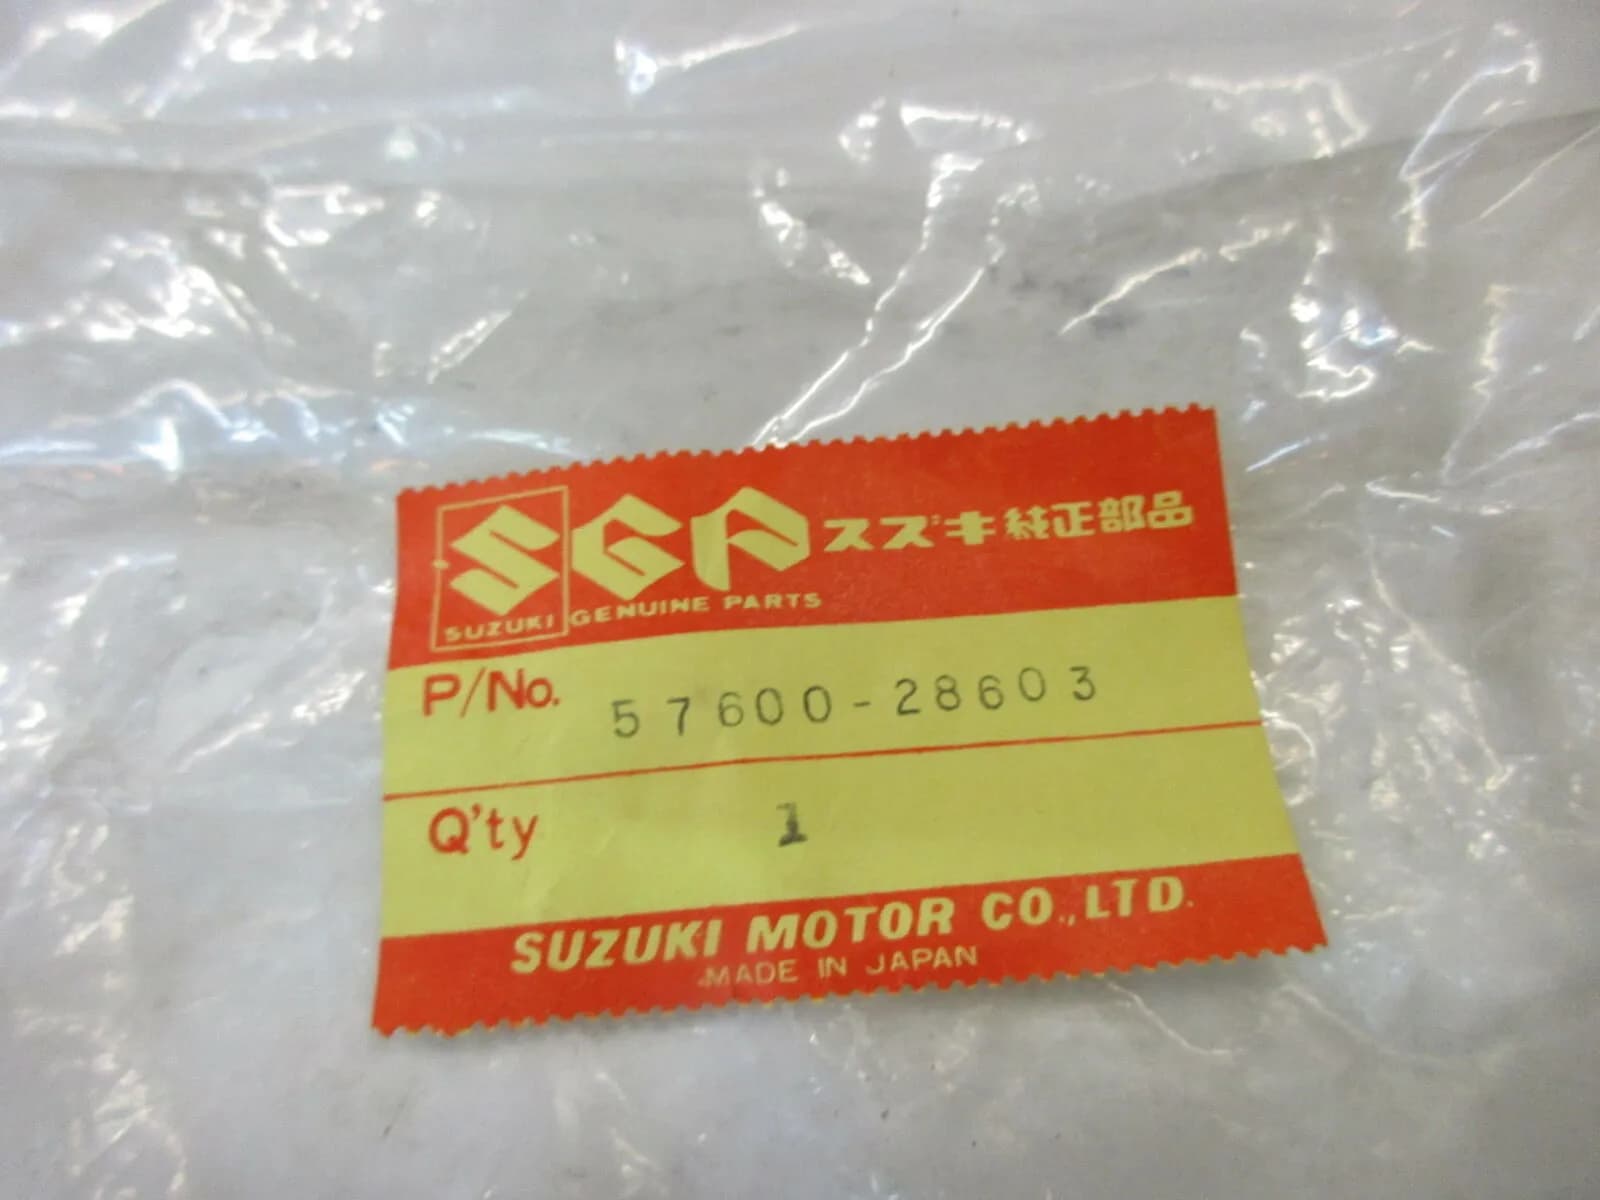 SGP スズキ純正部品
SUZUKI GENUINE PARTS
P/No. 57600-28603
Q'ty 1
SUZUKI MOTOR CO., LTD.
MADE IN JAPAN